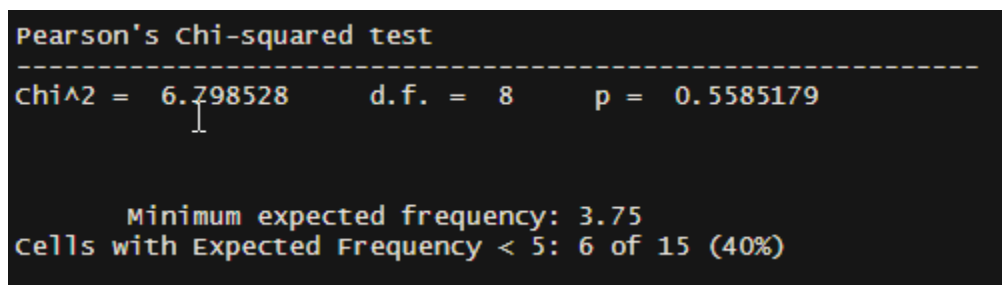 Pearson's Chi-squared test
------------------------------------------------------------
Chi^2 =  6.798528     d.f. =  8     p =  0.5585179
Minimum expected frequency: 3.75
Cells with Expected Frequency < 5: 6 of 15 (40%)